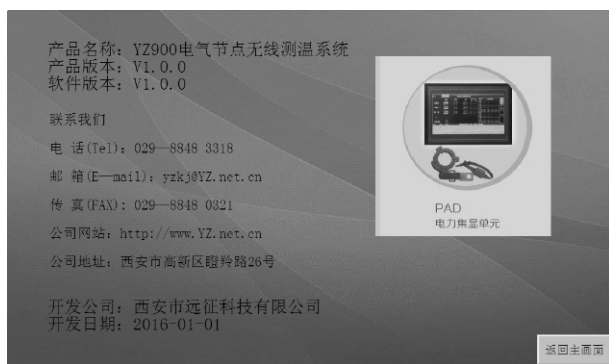 产品名称：YZ900电气节点无线测温系统
产品版本：V1.0.0
软件版本：V1.0.0
联系我们
电 话(Tel)：029——8848 3318
邮 箱(E——mail)：yzkj@YZ.net.cn
传 真(FAX)：029——8848 0321
公司网站：http://www.YZ.net.cn
公司地址：西安市高新区瞪羚路26号
开发公司：西安市远征科技有限公司
开发日期：2016-01-01
PAD
电力集显单元
返回主画面